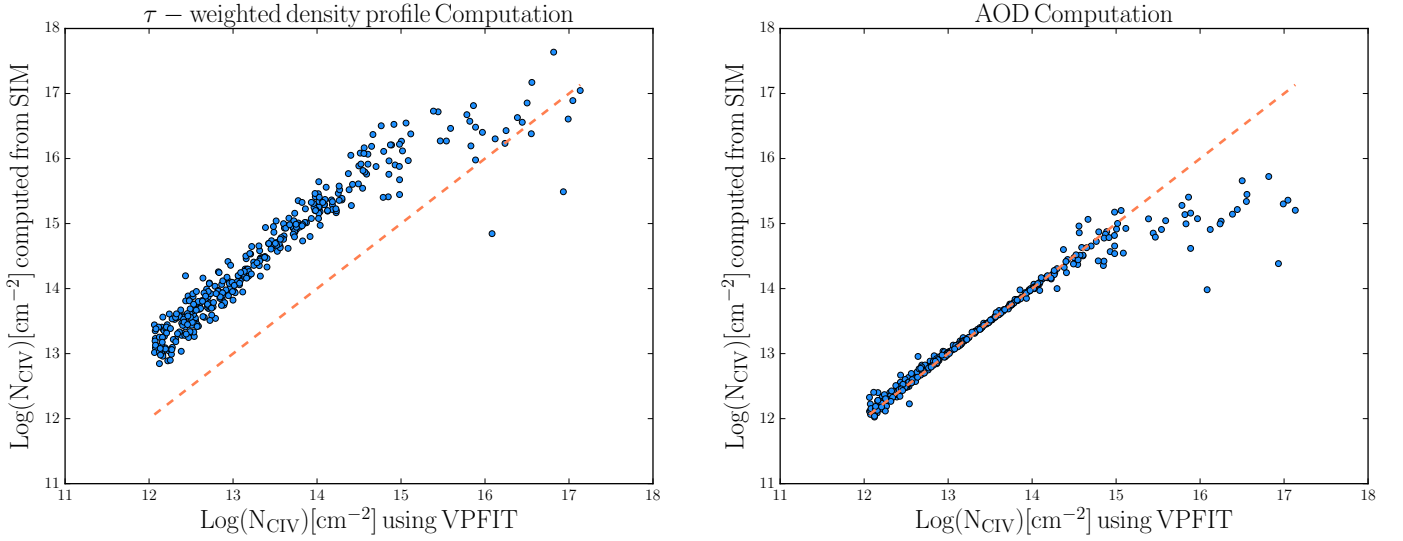 τ − weighted density profile Computation
18
17
16
15
14
13
12
11
Log(N_CIV)[cm⁻²] computed from SIM
11 12 13 14 15 16 17 18
Log(N_CIV)[cm⁻²] using VPFIT
AOD Computation
18
17
16
15
14
13
12
11
Log(N_CIV)[cm⁻²] computed from SIM
11 12 13 14 15 16 17 18
Log(N_CIV)[cm⁻²] using VPFIT